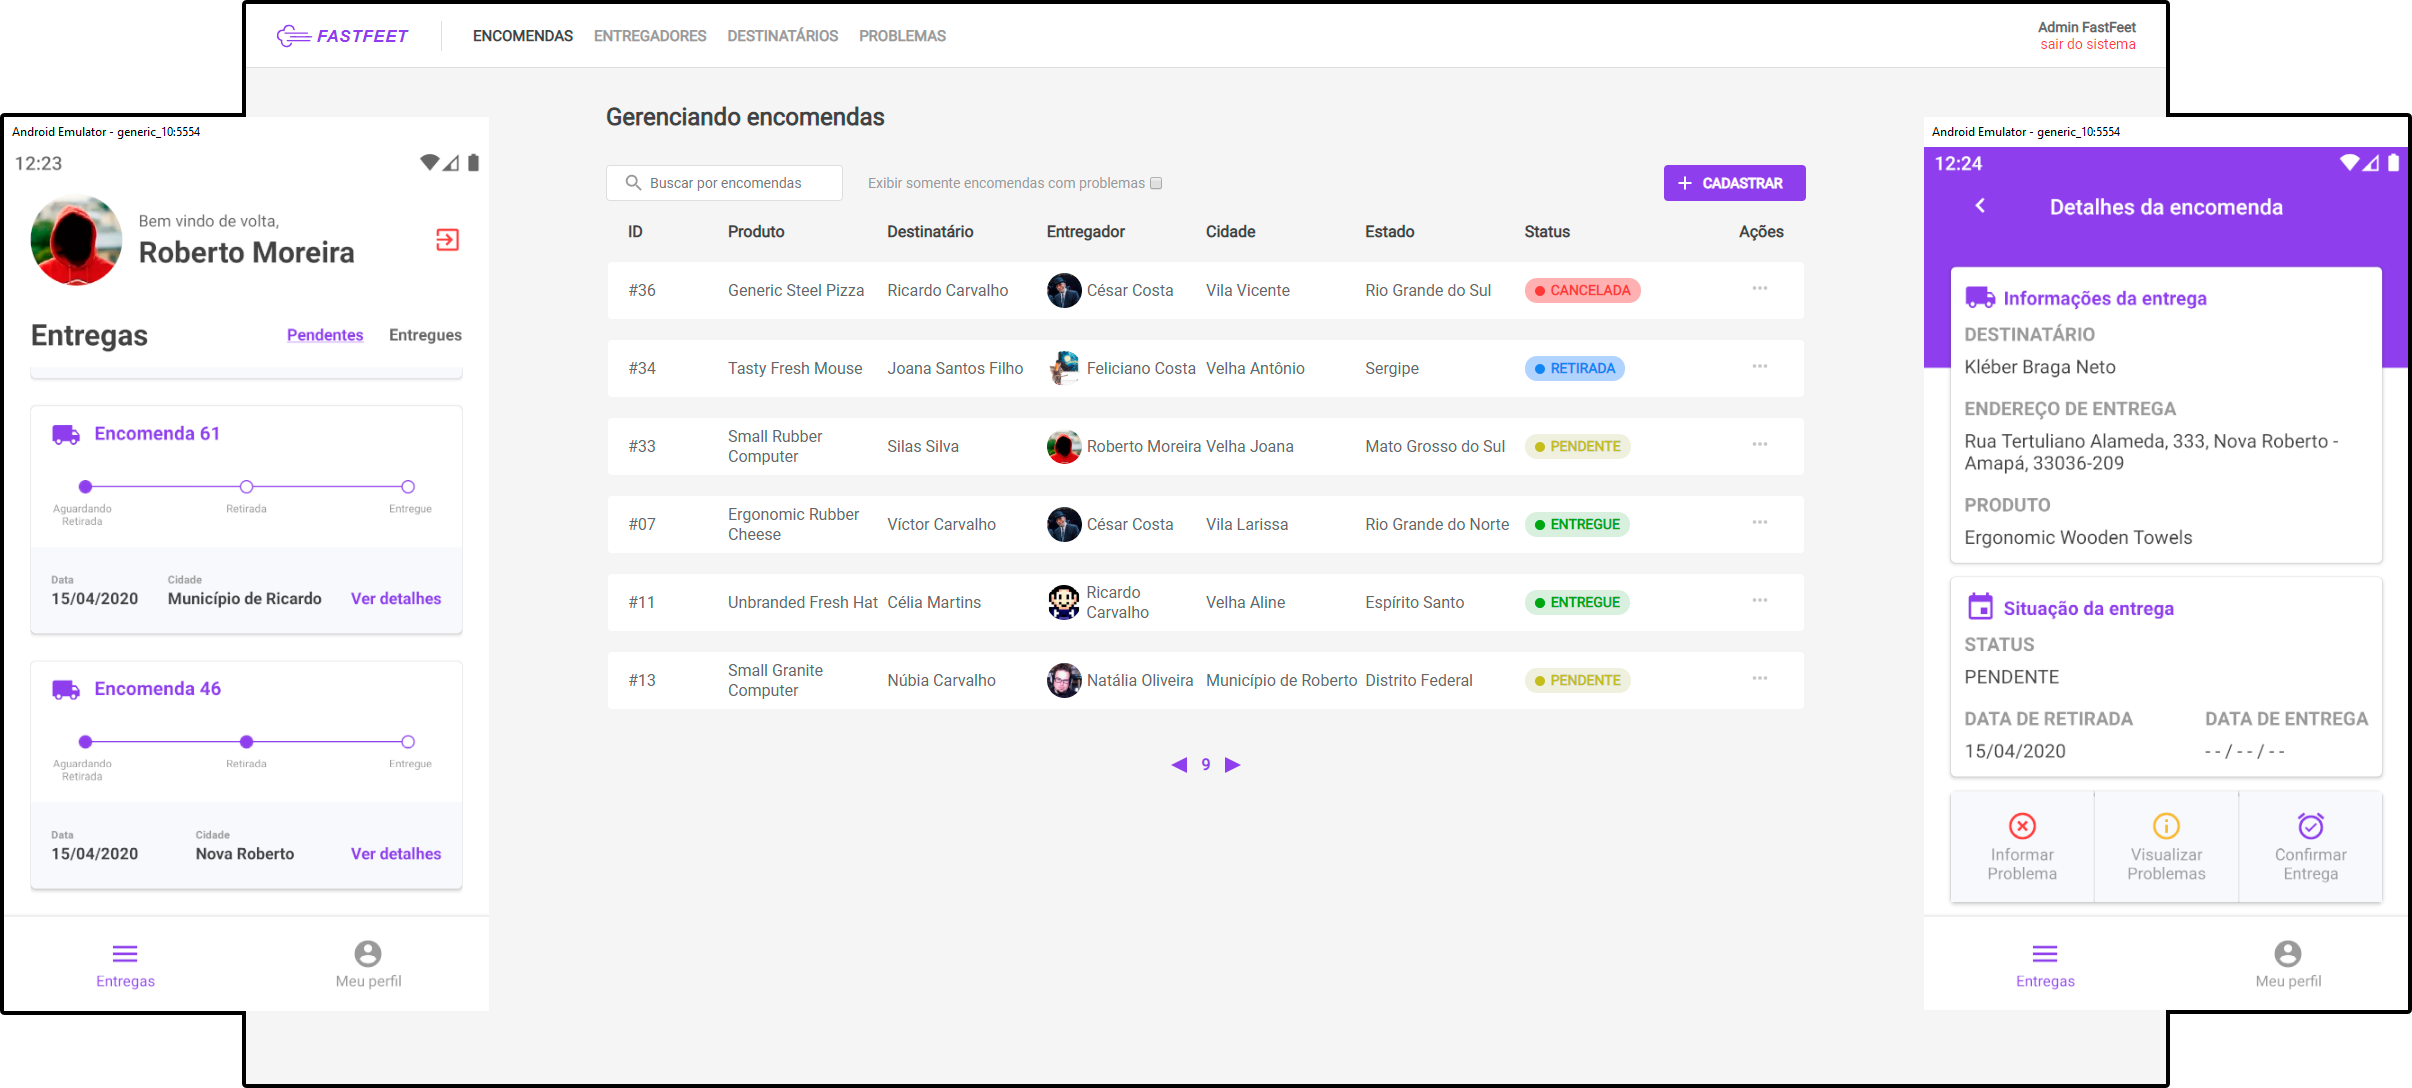 FASTFEET
ENCOMENDAS ENTREGADORES DESTINATÁRIOS PROBLEMAS
Admin FastFeet
sair do sistema
Android Emulator - generic_10:5554
12:23
Bem vindo de volta,
Roberto Moreira
Entregas Pendentes Entregues
Encomenda 61
Aguardando
Retirada
Retirada
Entregue
Data
15/04/2020
Cidade
Município de Ricardo
Ver detalhes
Encomenda 46
Aguardando
Retirada
Retirada
Entregue
Data
15/04/2020
Cidade
Nova Roberto
Ver detalhes
Entregas
Meu perfil
Gerenciando encomendas
Buscar por encomendas
Exibir somente encomendas com problemas
+ CADASTRAR
ID Produto Destinatário Entregador Cidade Estado Status Ações
#36 Generic Steel Pizza Ricardo Carvalho César Costa Vila Vicente Rio Grande do Sul CANCELADA ...
#34 Tasty Fresh Mouse Joana Santos Filho Feliciano Costa Velha Antônio Sergipe RETIRADA ...
#33 Small Rubber
Computer
Silas Silva Roberto Moreira Velha Joana Mato Grosso do Sul PENDENTE ...
#07 Ergonomic Rubber
Cheese
Víctor Carvalho César Costa Vila Larissa Rio Grande do Norte ENTREGUE ...
#11 Unbranded Fresh Hat Célia Martins Ricardo
Carvalho
Velha Aline Espírito Santo ENTREGUE ...
#13 Small Granite
Computer
Núbia Carvalho Natália Oliveira Município de Roberto Distrito Federal PENDENTE ...
9
Android Emulator - generic_10:5554
12:24
Detalhes da encomenda
Informações da entrega
DESTINATÁRIO
Kléber Braga Neto
ENDEREÇO DE ENTREGA
Rua Tertuliano Alameda, 333, Nova Roberto -
Amapá, 33036-209
PRODUTO
Ergonomic Wooden Towels
Situação da entrega
STATUS
PENDENTE
DATA DE RETIRADA DATA DE ENTREGA
15/04/2020 - - / - - / - -
Informar
Problema
Visualizar
Problemas
Confirmar
Entrega
Entregas
Meu perfil